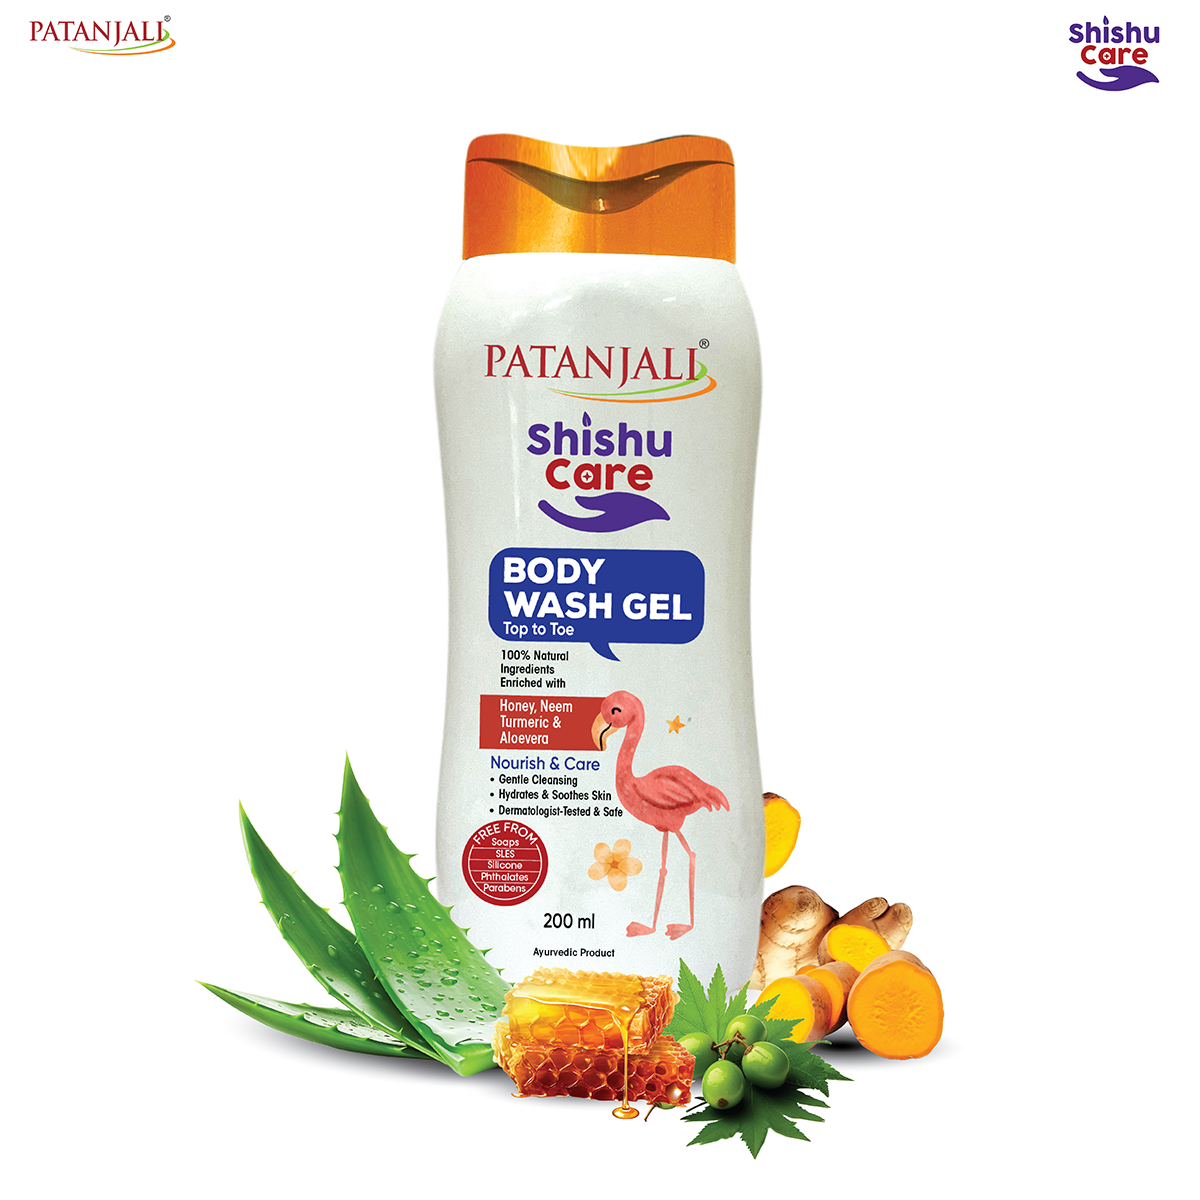 PATANJALI®
Shishu
Care
PATANJALI®
Shishu
Care
BODY
WASH GEL
Top to Toe
100% Natural
Ingredients
Enriched with
Honey, Neem
Turmeric &
Aloevera
Nourish & Care
• Gentle Cleansing
• Hydrates & Soothes Skin
• Dermatologist-Tested & Safe
FREE FROM
Soaps
SLES
Silicone
Phthalates
Parabens
200 ml
Ayurvedic Product